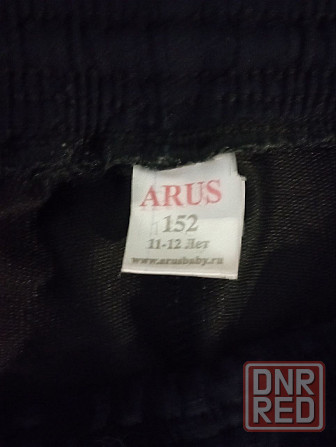 ARUS
152
11-12 Лет
www.arusbaby.ru
DNR
RED